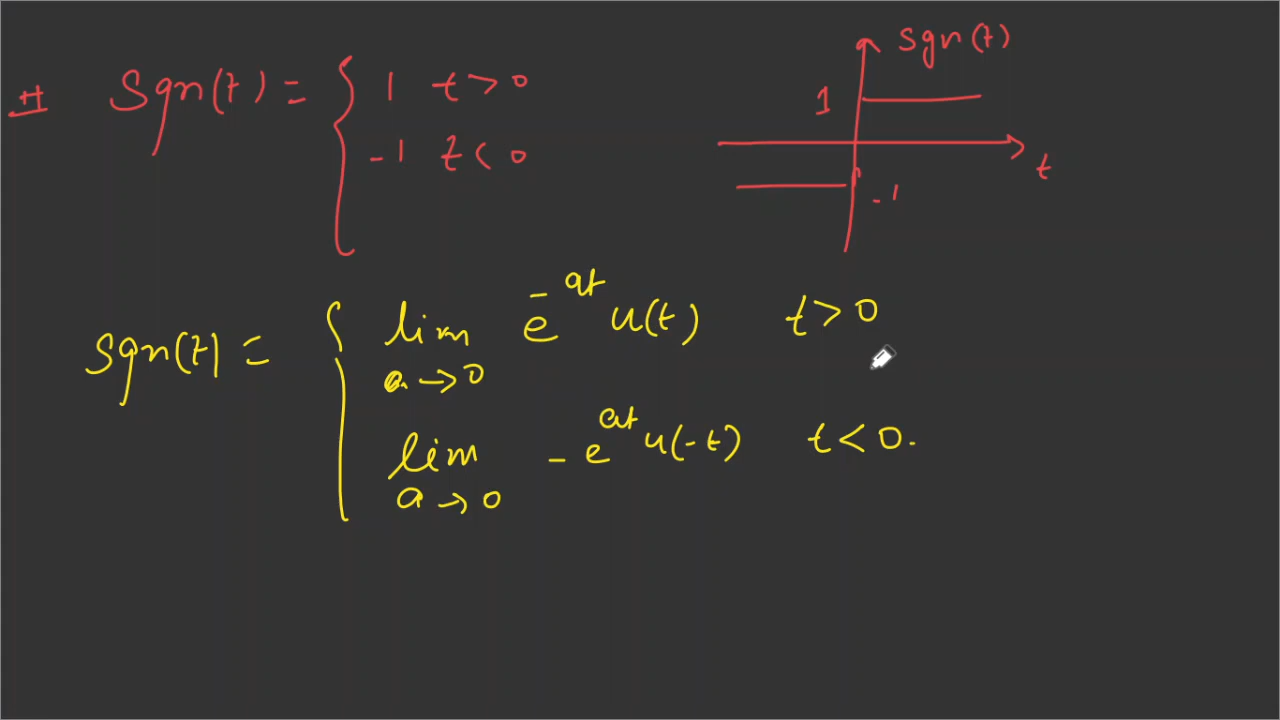 # Sgn(t) = { 1 t > 0
-1 t < 0
sgn(t)
1
t
-1
Sgn(t) = { lim e^{-at} u(t) t > 0
a → 0
lim - e^{at} u(-t) t < 0.
a → 0